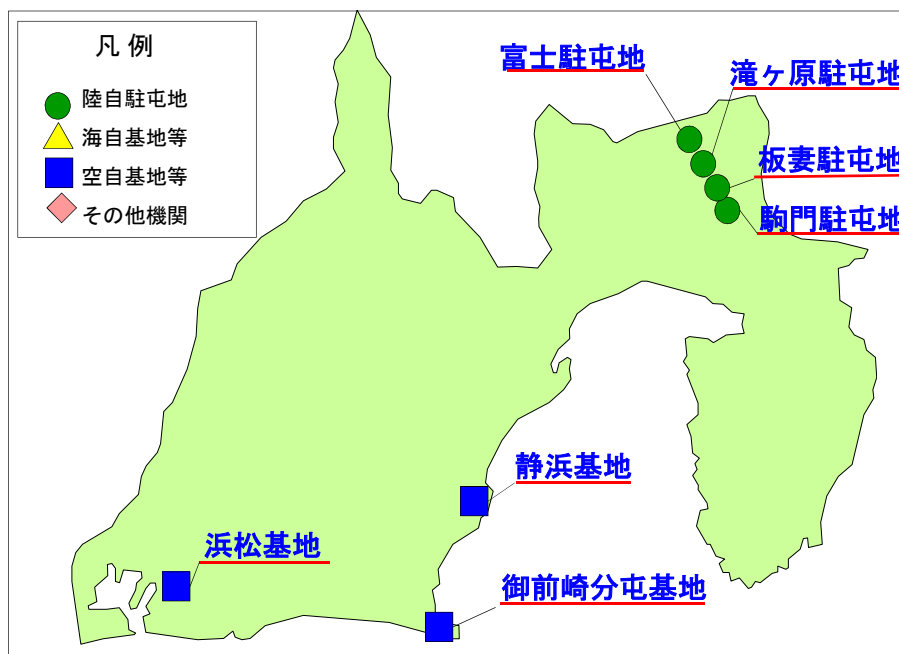 凡例
陸自駐屯地
海自基地等
空自基地等
その他機関
富士駐屯地
滝ヶ原駐屯地
板妻駐屯地
駒門駐屯地
静浜基地
浜松基地
御前崎分屯基地